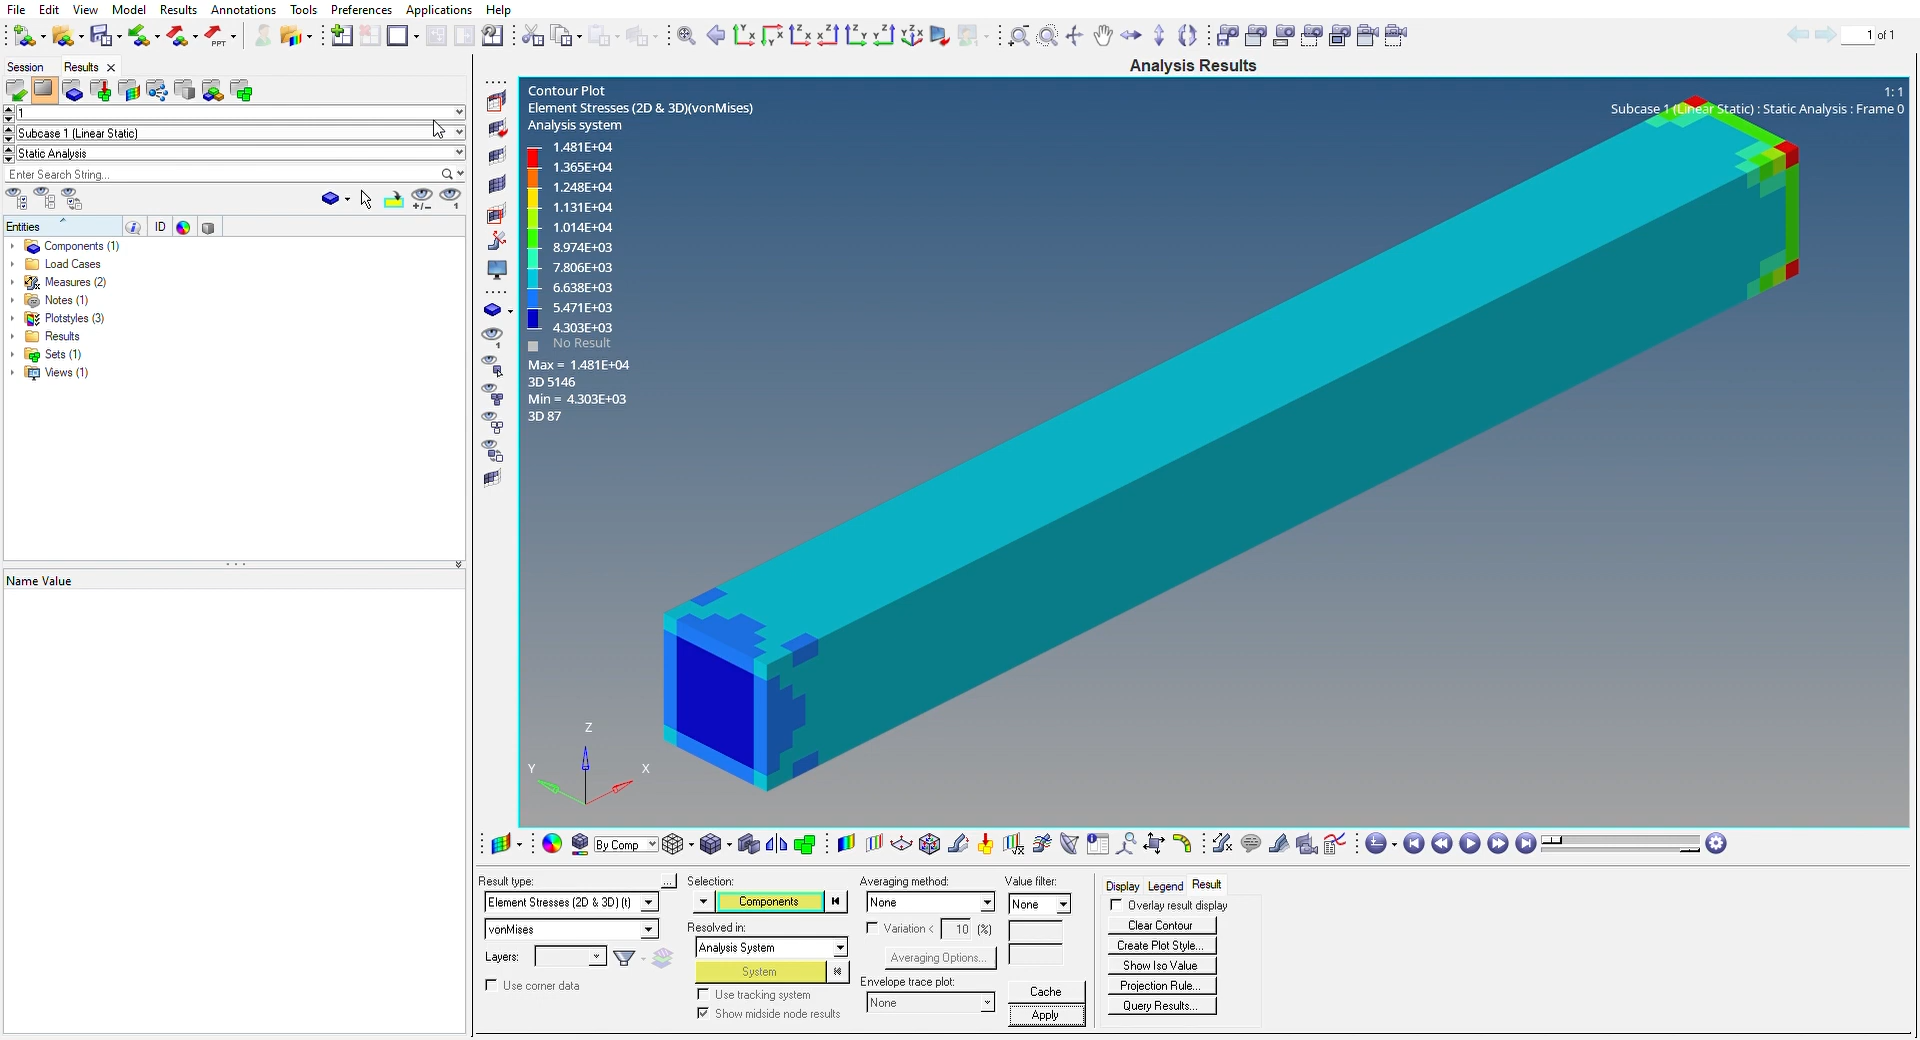 File Edit View Model Results Annotations Tools Preferences Applications Help
PPT
Y X Z X Z X Z Y Z Y Z
1 of 1
Session Results
Analysis Results
1
Subcase 1 (Linear Static)
Static Analysis
Enter Search String...
Entities ID
Components (1)
Load Cases
Measures (2)
Notes (1)
Plotstyles (3)
Results
Sets (1)
Views (1)
Name Value
Contour Plot
Element Stresses (2D & 3D)(vonMises)
Analysis system
1.481E+04
1.365E+04
1.248E+04
1.131E+04
1.014E+04
8.974E+03
7.806E+03
6.638E+03
5.471E+03
4.303E+03
No Result
Max = 1.481E+04
3D 5146
Min = 4.303E+03
3D 87
1: 1
Subcase 1 (Linear Static) : Static Analysis : Frame 0
Z
Y
X
By Comp
Result type: ...
Element Stresses (2D & 3D) (t)
vonMises
Layers:
Use corner data
Selection:
Components
Resolved in:
Analysis System
System
Use tracking system
Show midside node results
Averaging method:
None
Variation < 10 (%)
Averaging Options...
Envelope trace plot:
None
Value filter:
None
Cache
Apply
Display Legend Result
Overlay result display
Clear Contour
Create Plot Style...
Show Iso Value
Projection Rule...
Query Results...